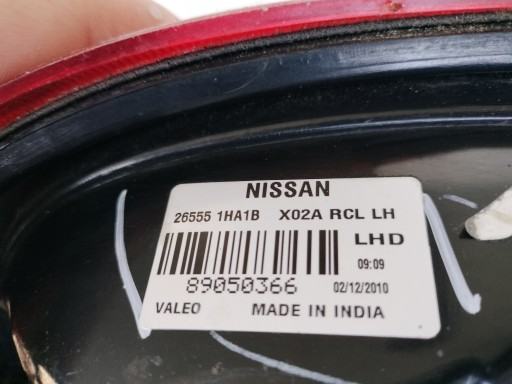 NISSAN
26555 1HA1B X02A RCL LH
LHD
09:09
89050366 02/12/2010
VALEO MADE IN INDIA